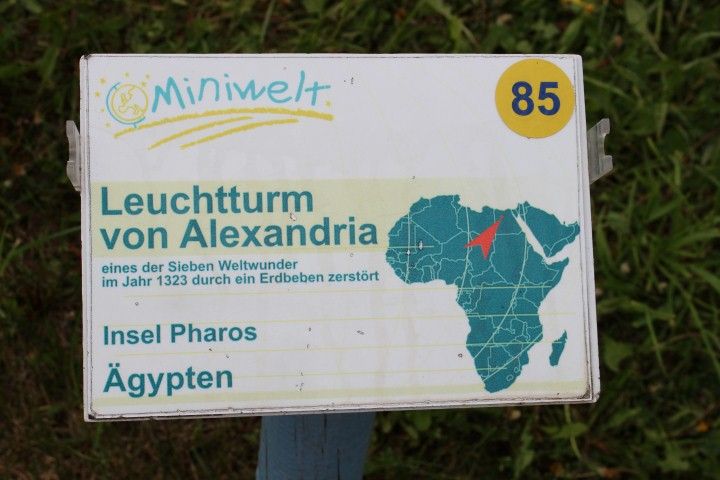 Miniwelt
85
Leuchtturm
von Alexandria
eines der Sieben Weltwunder
im Jahr 1323 durch ein Erdbeben zerstört
Insel Pharos
Ägypten